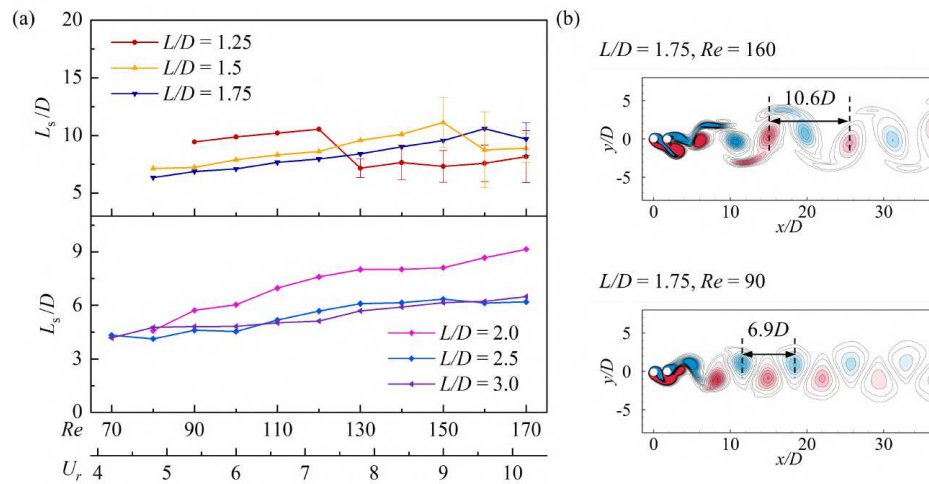 (a)
20
15
10
5
L_s/D
L/D = 1.25
L/D = 1.5
L/D = 1.75
9
6
3
0
L_s/D
L/D = 2.0
L/D = 2.5
L/D = 3.0
Re 70 90 110 130 150 170
U_r 4 5 6 7 8 9 10
(b)
L/D = 1.75, Re = 160
10.6D
y/D
5
0
-5
0 10 20 30
x/D
L/D = 1.75, Re = 90
6.9D
y/D
5
0
-5
0 10 20 30
x/D